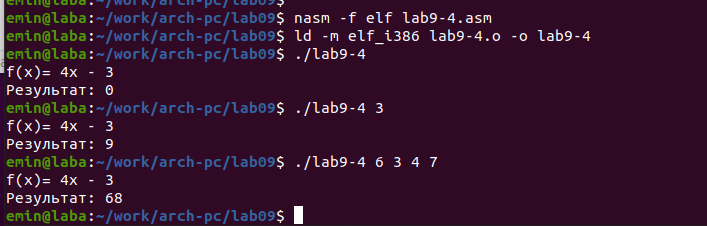 emin@laba:~/work/arch-pc/lab09$ nasm -f elf lab9-4.asm
emin@laba:~/work/arch-pc/lab09$ ld -m elf_i386 lab9-4.o -o lab9-4
emin@laba:~/work/arch-pc/lab09$ ./lab9-4
f(x)= 4x - 3
Результат: 0
emin@laba:~/work/arch-pc/lab09$ ./lab9-4 3
f(x)= 4x - 3
Результат: 9
emin@laba:~/work/arch-pc/lab09$ ./lab9-4 6 3 4 7
f(x)= 4x - 3
Результат: 68
emin@laba:~/work/arch-pc/lab09$